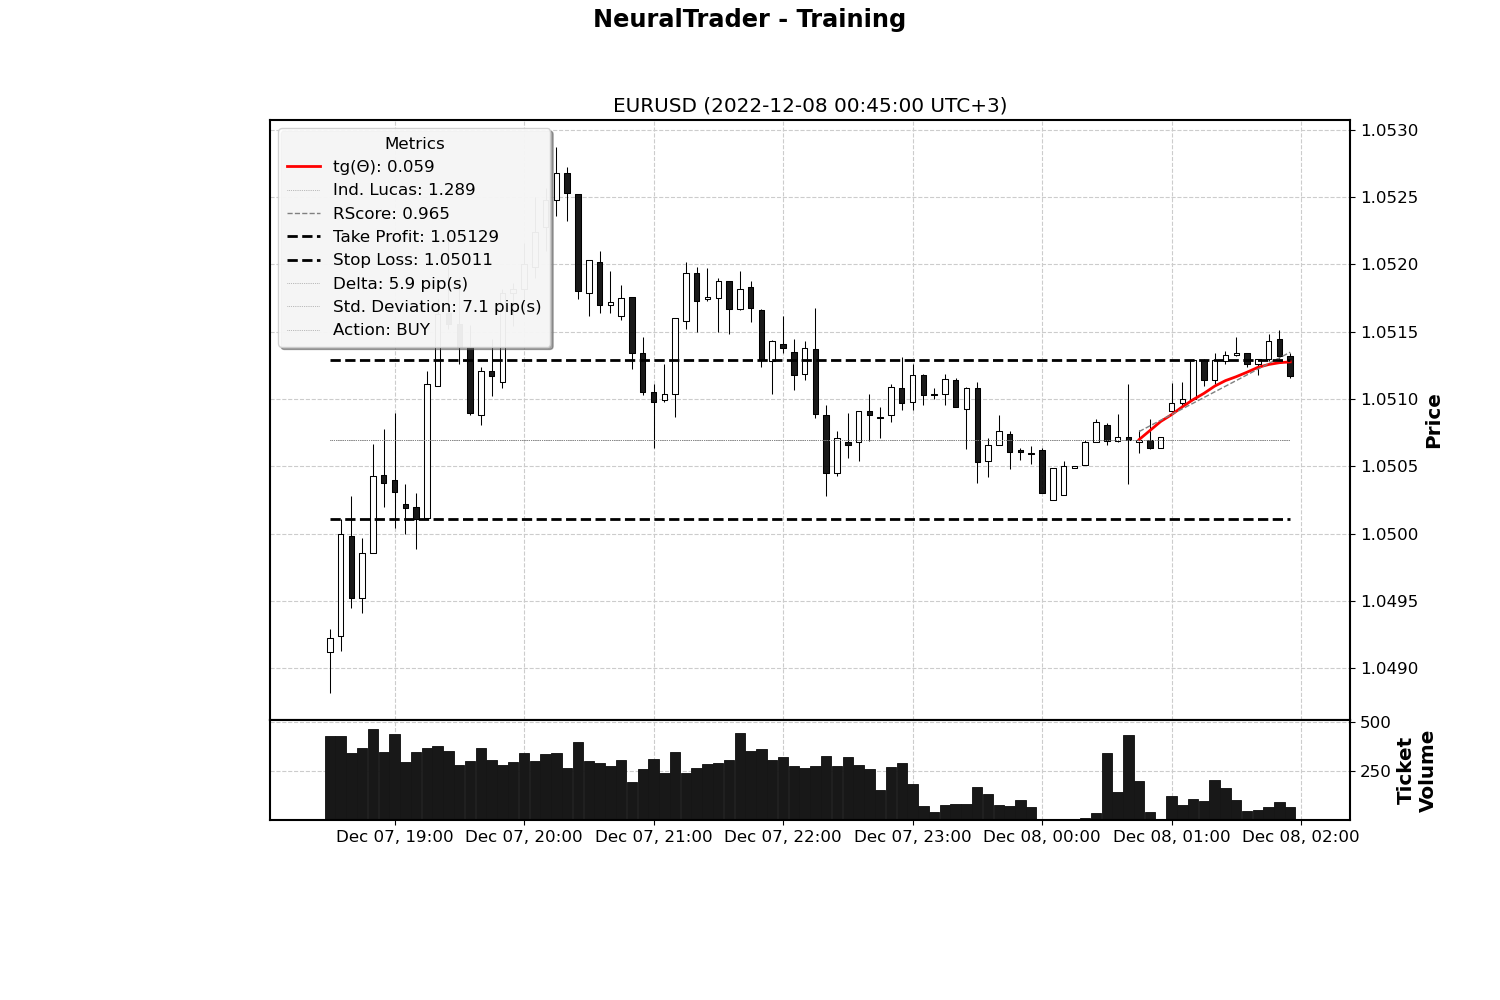 NeuralTrader - Training
EURUSD (2022-12-08 00:45:00 UTC+3)
Metrics
tg(Θ): 0.059
Ind. Lucas: 1.289
RScore: 0.965
Take Profit: 1.05129
Stop Loss: 1.05011
Delta: 5.9 pip(s)
Std. Deviation: 7.1 pip(s)
Action: BUY
1.0530
1.0525
1.0520
1.0515
1.0510
1.0505
1.0500
1.0495
1.0490
Price
500
250
Ticket
Volume
Dec 07, 19:00
Dec 07, 20:00
Dec 07, 21:00
Dec 07, 22:00
Dec 07, 23:00
Dec 08, 00:00
Dec 08, 01:00
Dec 08, 02:00